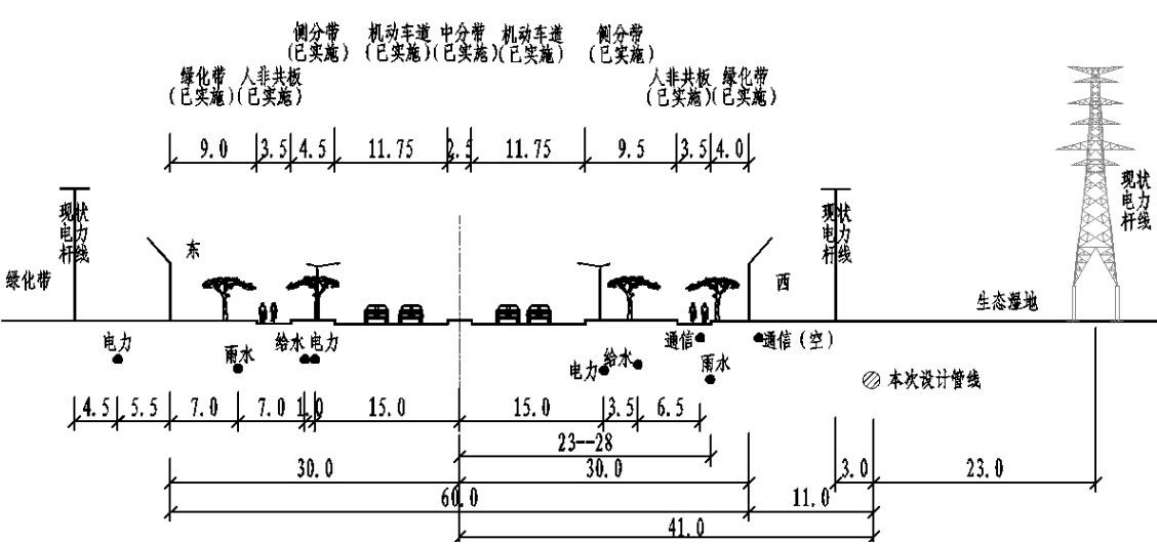 侧分带 机动车道 中分带 机动车道 侧分带
(已实施) (已实施) (已实施) (已实施) (已实施)
绿化带 人非共板 人非共板 绿化带
(已实施) (已实施) (已实施) (已实施)
9.0 3.5 4.5 11.75 2.5 11.75 9.5 3.5 4.0
现状
电力
杆线
现状
电力
杆线
现状
电力
杆线
东
西
绿化带
生态湿地
电力 雨水 给水 电力 电力 给水 通信 雨水 通信(空)
本次设计管线
4.5 5.5 7.0 7.0 1.0 15.0 15.0 3.5 6.5
23--28
30.0 30.0 3.0 23.0
60.0 11.0
41.0